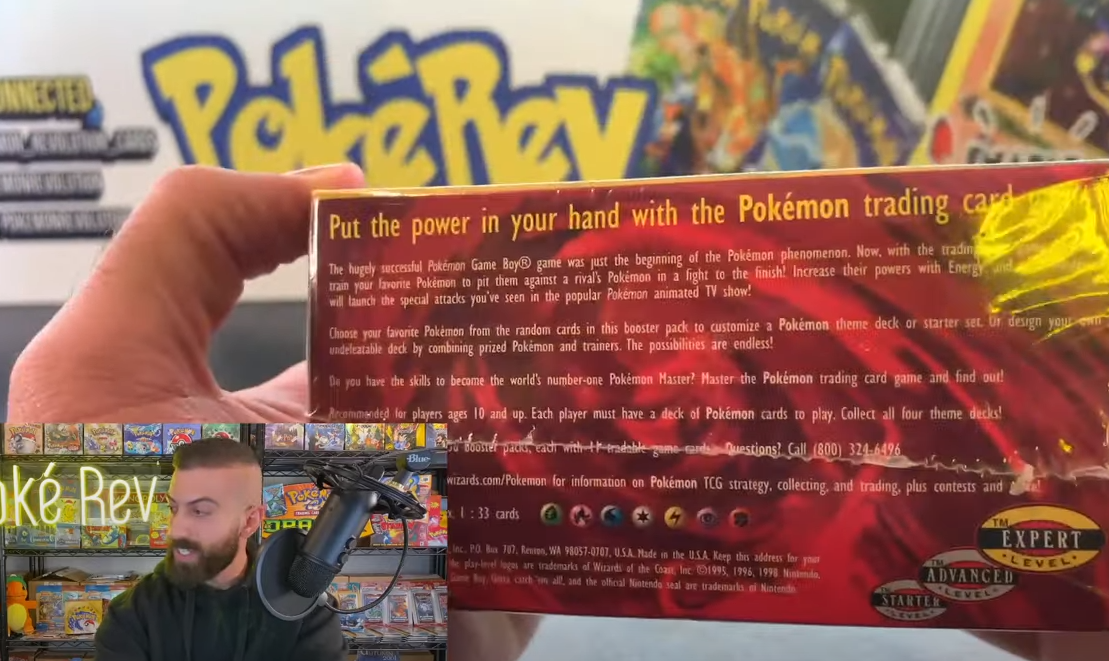 PokéRev
Put the power in your hand with the Pokémon trading card
The hugely successful Pokémon Game Boy® game was just the beginning of the Pokémon phenomenon. Now, with the
train your favorite Pokémon to pit them against a rival's Pokémon in a fight to the finish! Increase their powers with Energy and
will launch the special attacks you've seen in the popular Pokémon animated TV show!
Choose your favorite Pokémon from the random cards in this booster pack to customize a Pokémon theme deck or starter set. Or design your own
undefeatable deck by combining prized Pokémon and trainers. The possibilities are endless!
Do you have the skills to become the world's number-one Pokémon Master? Master the Pokémon trading card game and find out!
Recommended for players ages 10 and up. Each player must have a deck of Pokémon cards to play. Collect all four theme decks!
booster packs, each with 11 tradable game cards. Questions? Call (800) 324-6496
wizards.com/Pokemon for information on Pokémon TCG strategy, collecting, and trading, plus contests and
1 : 33 cards
, Inc., P.O. Box 707, Renton, WA 98057-0707, U.S.A. Made in the U.S.A. Keep this address for your
the play-level logos are trademarks of Wizards of the Coast, Inc. ©1995, 1996, 1998 Nintendo,
Game Boy, Gotta catch 'em all!, and the official Nintendo seal are trademarks of Nintendo.
TM
EXPERT
LEVEL
TM
ADVANCED
LEVEL
TM
STARTER
LEVEL
oké Rev
Blue